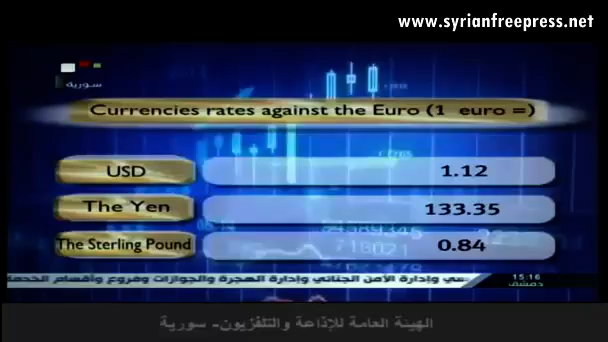 www.syrianfreepress.net
سورية
Currencies rates against the Euro (1 euro =)
USD 1.12
The Yen 133.35
The Sterling Pound 0.84
سي وإدارة الأمن الجنائي وإدارة الهجرة والجوازات وفروع وأقسام الخدمة
15:16
دمشق
الهيئة العامة للإذاعة والتلفزيون- سورية